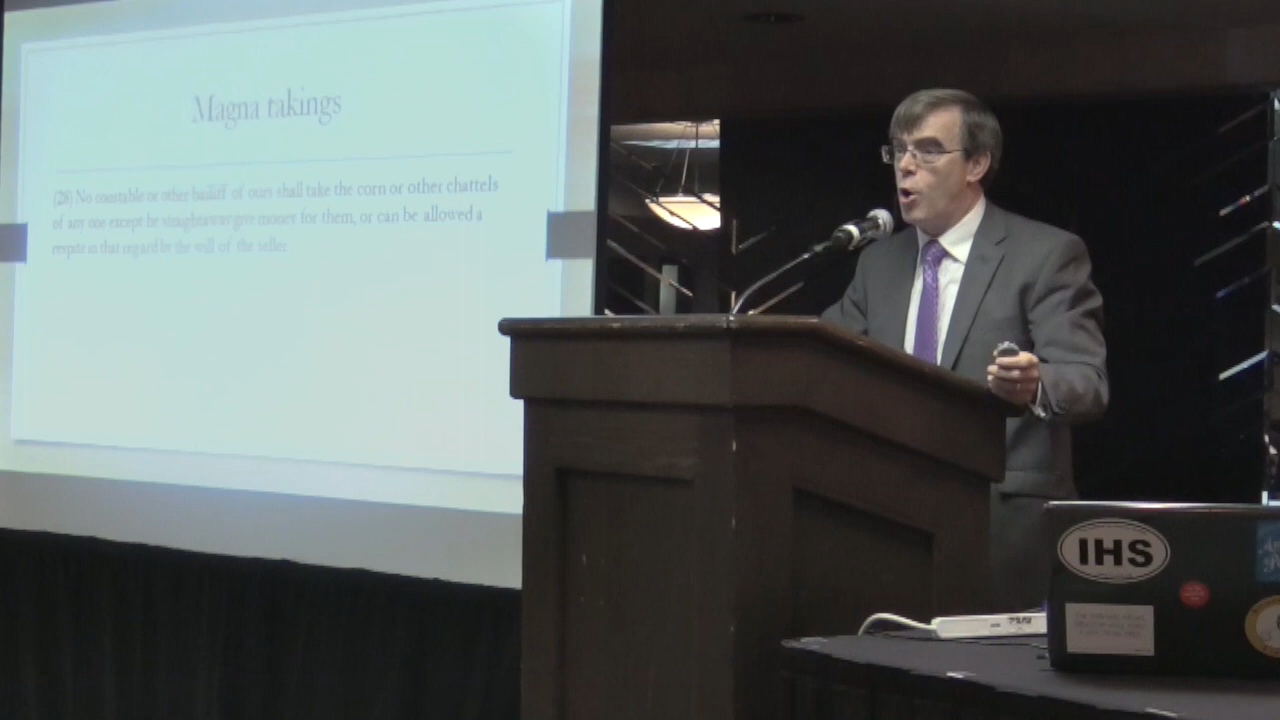 Magna takings
(28) No constable or other bailiff of ours shall take the corn or other chattels
of any one except he straightaway give money for them, or can be allowed a
respite in that regard by the will of the seller.
IHS